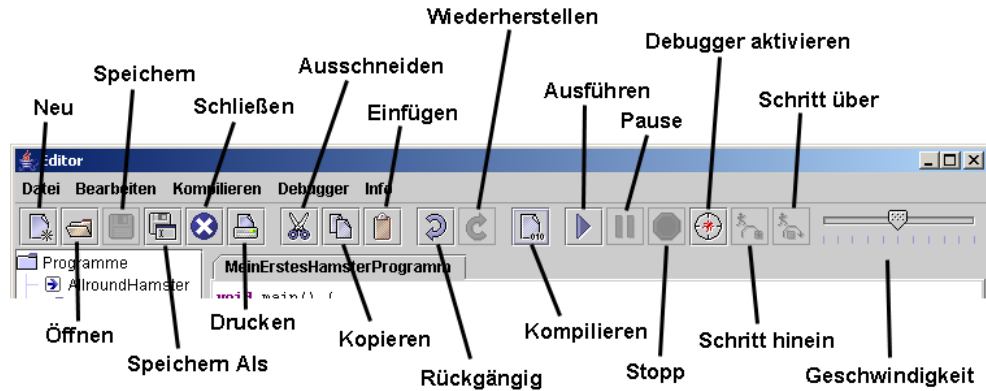 Wiederherstellen
Debugger aktivieren
Ausschneiden
Speichern
Ausführen
Schließen
Einfügen
Schritt über
Neu
Pause
Editor
Datei Bearbeiten Kompilieren Debugger Info
010
Programme
MeinErstesHamsterProgramm
AllroundHamster
void main() {
Öffnen
Drucken
Kopieren
Kompilieren
Schritt hinein
Speichern Als
Rückgängig
Stopp
Geschwindigkeit